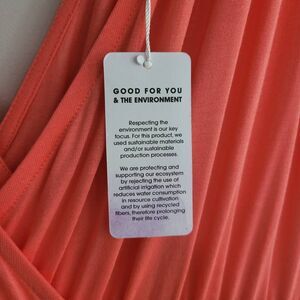 GOOD FOR YOU
& THE ENVIRONMENT
Respecting the
environment is our key
focus. For this product, we
used sustainable materials
and/or sustainable
production processes.
We are protecting and
supporting our ecosystem
by rejecting the use of
artificial irrigation which
reduces water consumption
in resource cultivation
and by using recycled
fibers, therefore prolonging
their life cycle.